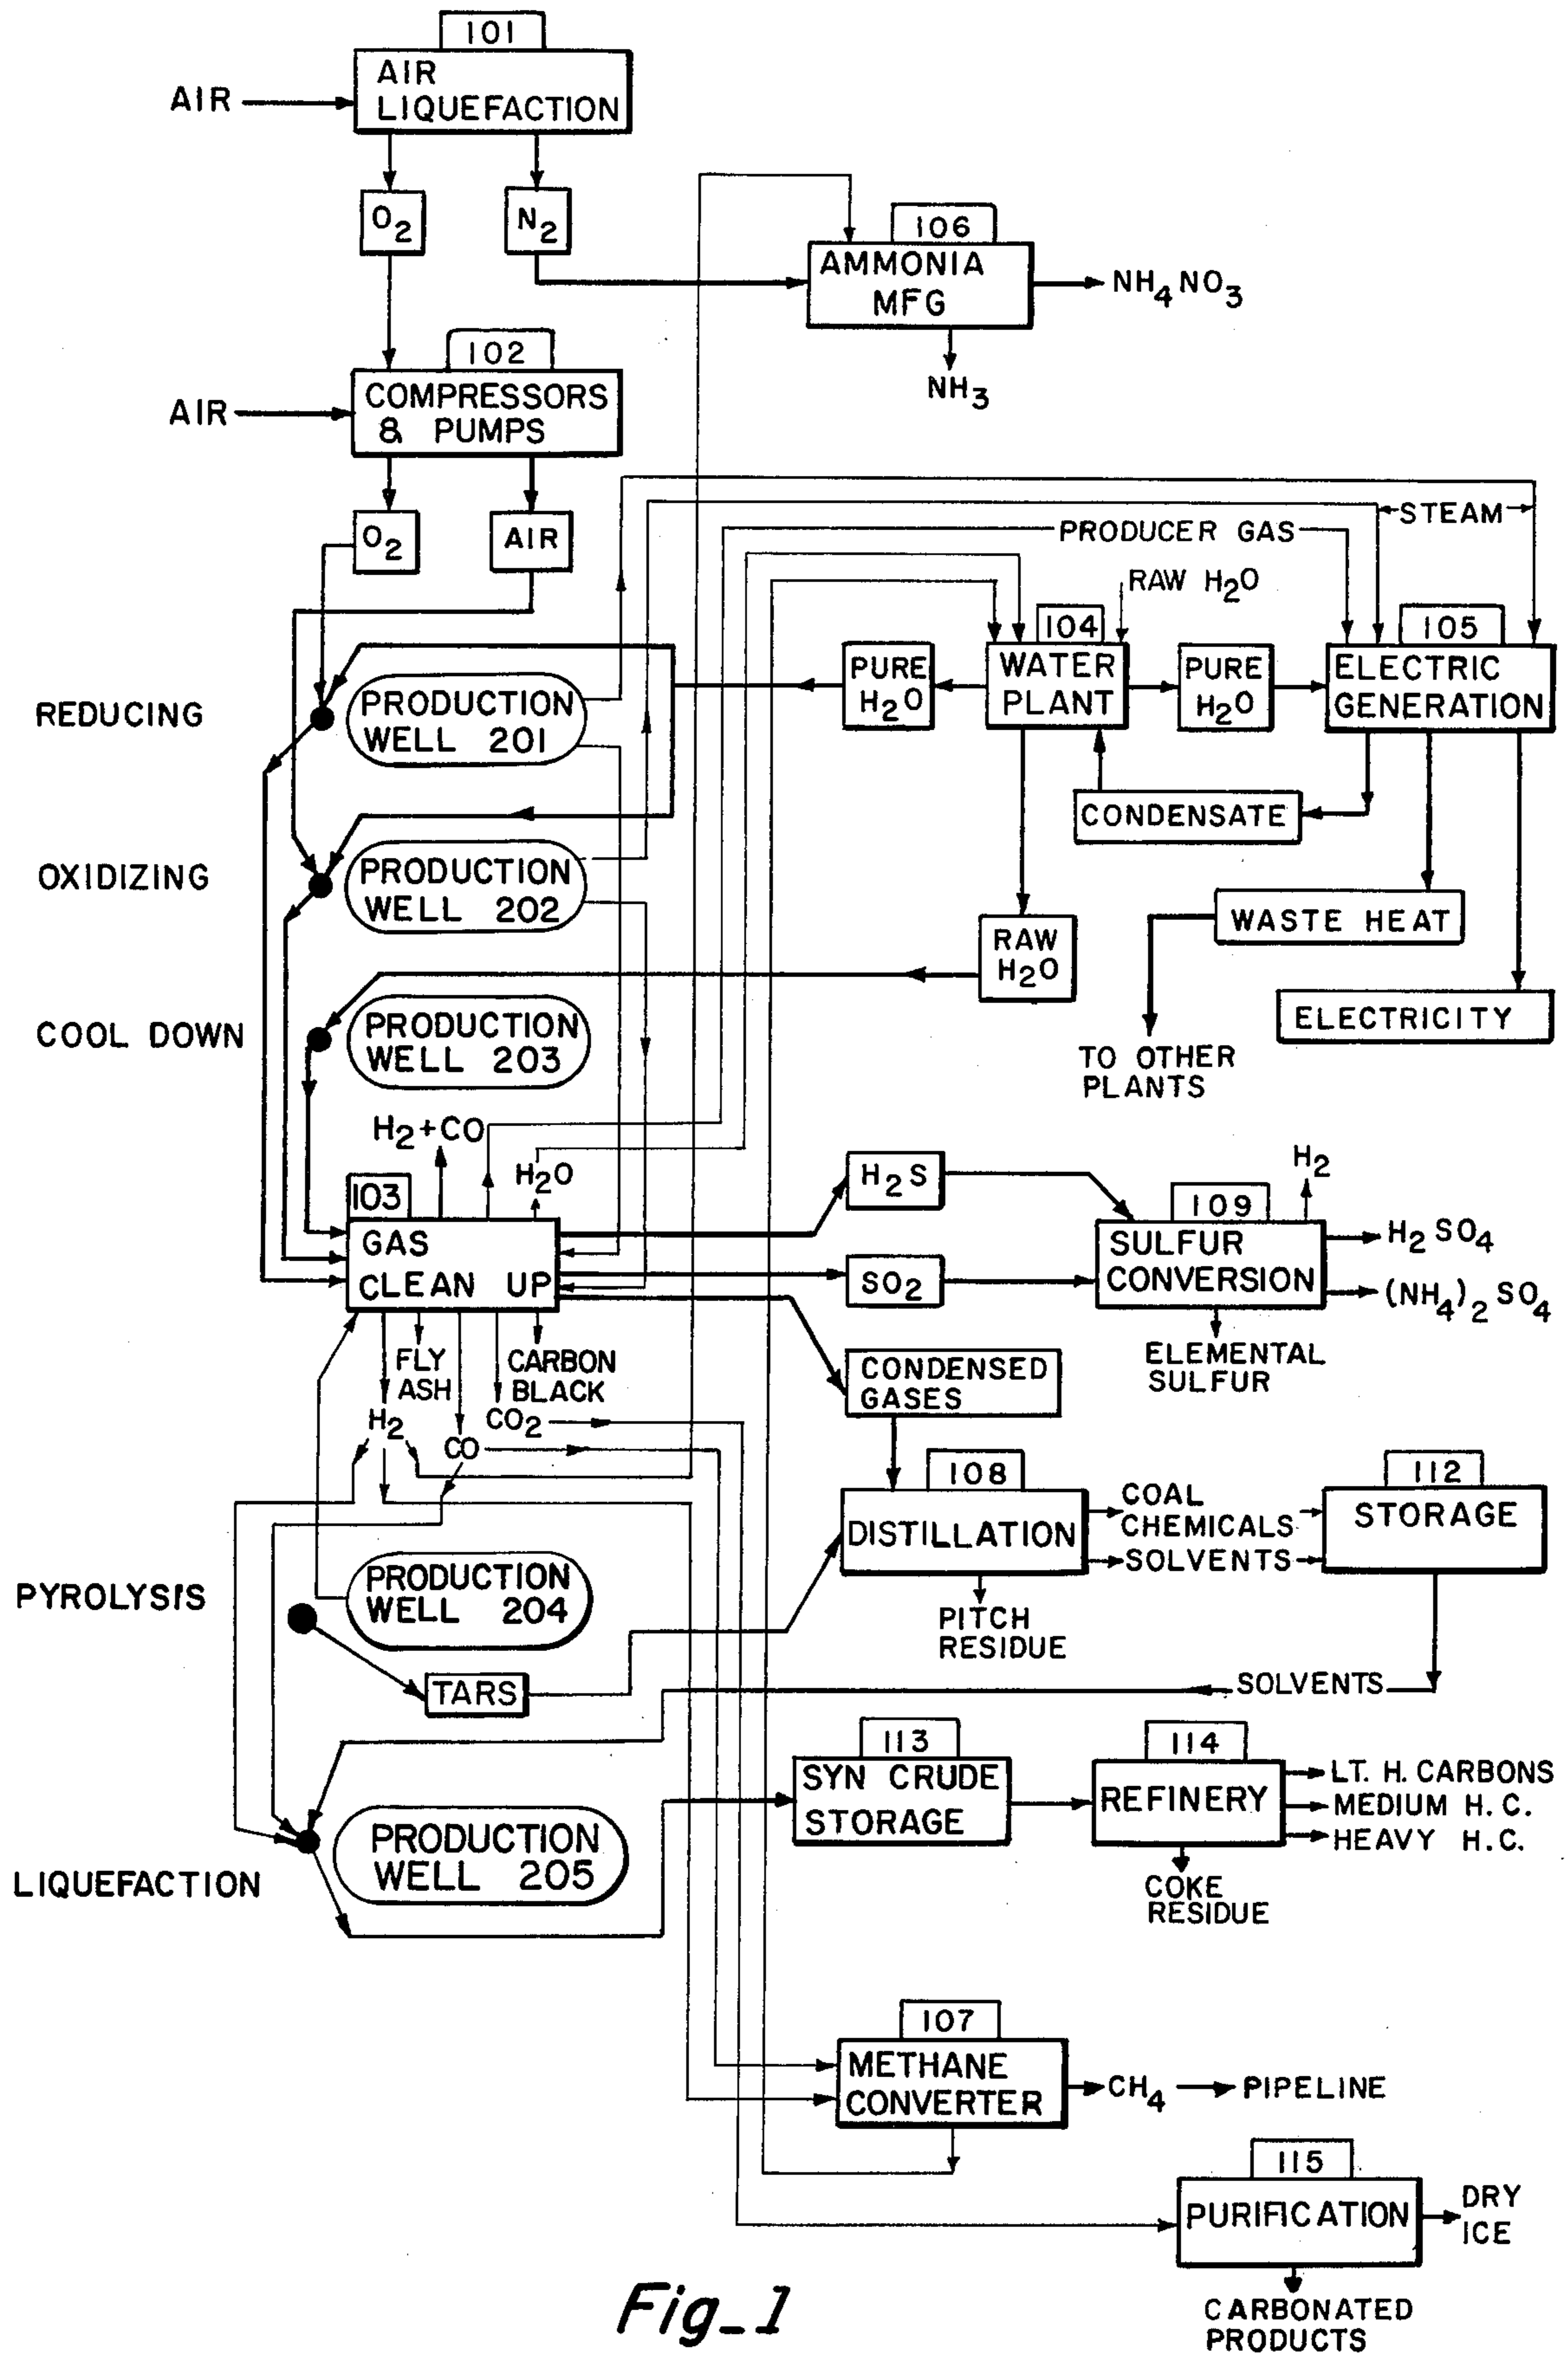 101
AIR
LIQUEFACTION
AIR
O2
N2
106
AMMONIA
MFG
NH4 NO3
NH3
102
COMPRESSORS
& PUMPS
AIR
O2
AIR
STEAM
PRODUCER GAS
RAW H2O
104
WATER
PLANT
105
ELECTRIC
GENERATION
PURE
H2O
PURE
H2O
REDUCING
PRODUCTION
WELL 201
CONDENSATE
OXIDIZING
PRODUCTION
WELL 202
WASTE HEAT
RAW
H2O
ELECTRICITY
COOL DOWN
PRODUCTION
WELL 203
TO OTHER
PLANTS
H2+CO
H2O
103
GAS
CLEAN UP
H2S
SO2
109
SULFUR
CONVERSION
H2
H2 SO4
(NH4)2 SO4
ELEMENTAL
SULFUR
FLY
ASH
CARBON
BLACK
H2
CO
CO2
CONDENSED
GASES
108
DISTILLATION
COAL
CHEMICALS
SOLVENTS
112
STORAGE
PITCH
RESIDUE
PYROLYSIS
PRODUCTION
WELL 204
TARS
SOLVENTS
113
SYN CRUDE
STORAGE
114
REFINERY
LT. H. CARBONS
MEDIUM H. C.
HEAVY H.C.
COKE
RESIDUE
LIQUEFACTION
PRODUCTION
WELL 205
107
METHANE
CONVERTER
CH4
PIPELINE
115
PURIFICATION
DRY
ICE
CARBONATED
PRODUCTS
Fig_1